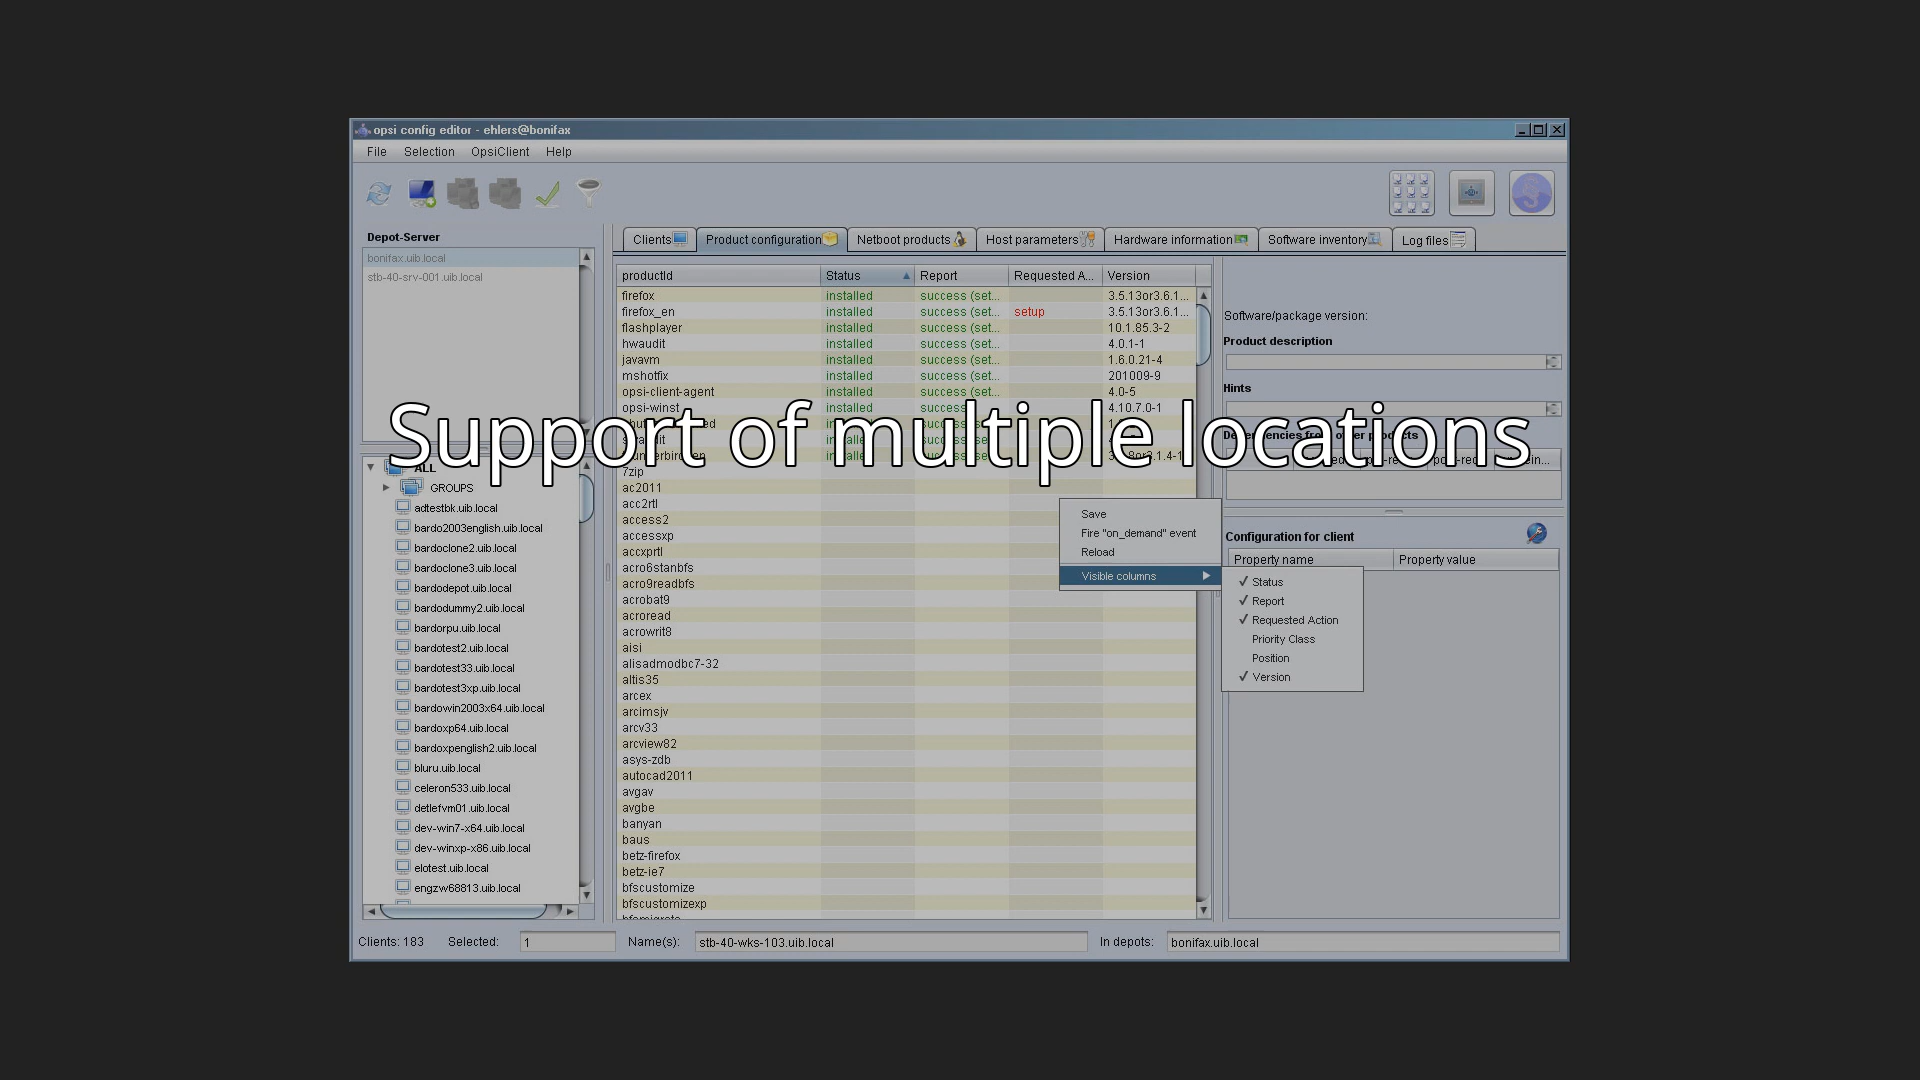 opsi config editor - ehlers@bonifax
File Selection OpsiClient Help
Depot-Server
bonifax.uib.local
stb-40-srv-001.uib.local
Clients Product configuration Netboot products Host parameters Hardware information Software inventory Log files
productId Status Report Requested A... Version
firefox installed success (set... 3.5.13or3.6.1...
firefox_en installed success (set... setup 3.5.13or3.6.1...
flashplayer installed success (set... 10.1.85.3-2
hwaudit installed success (set... 4.0.1-1
javavm installed success (set... 1.6.0.21-4
mshotfix installed success (set... 201009-9
opsi-client-agent installed success (set... 4.0-5
opsi-winst installed 4.10.7.0-1
Support of multiple locations
7zip
ac2011
acc2rtl
access2
accessxp
accxprtl
acro6stanbfs
acro9readbfs
acrobat9
acroread
acrowrit8
aisi
alisadmodbc7-32
altis35
arcex
arcimsjv
arcv33
arcview82
asys-zdb
autocad2011
avgav
avgbe
banyan
baus
betz-firefox
betz-ie7
bfscustomize
bfscustomizexp
ALL
GROUPS
adtestbk.uib.local
bardo2003english.uib.local
bardoclone2.uib.local
bardoclone3.uib.local
bardodepot.uib.local
bardodummy2.uib.local
bardorpu.uib.local
bardotest2.uib.local
bardotest33.uib.local
bardotest3xp.uib.local
bardowin2003x64.uib.local
bardoxp64.uib.local
bardoxpenglish2.uib.local
bluru.uib.local
celeron533.uib.local
detlefvm01.uib.local
dev-win7-x64.uib.local
dev-winxp-x86.uib.local
elotest.uib.local
engzw68813.uib.local
Save
Fire "on_demand" event
Reload
Visible columns
Status
Report
Requested Action
Priority Class
Position
Version
Software/package version:
Product description
Hints
Configuration for client
Property name Property value
Clients: 183 Selected: 1 Name(s): stb-40-wks-103.uib.local In depots: bonifax.uib.local